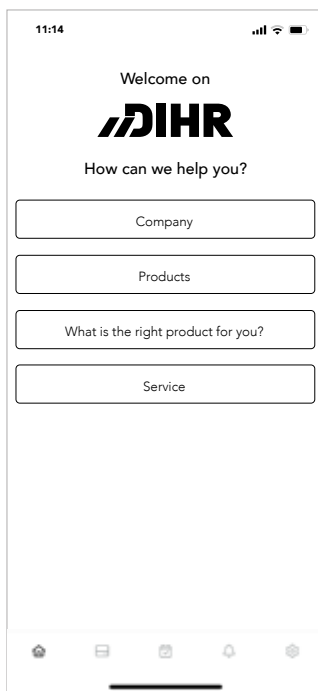 11:14
Welcome on
DIHR
How can we help you?
Company
Products
What is the right product for you?
Service